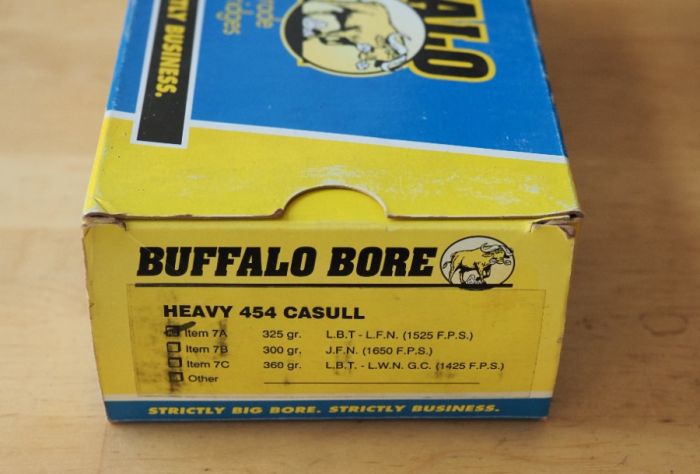 STRICTLY BUSINESS.
BUFFALO BORE
HEAVY 454 CASULL
Item 7A 325 gr. L.B.T - L.F.N. (1525 F.P.S.)
Item 7B 300 gr. J.F.N. (1650 F.P.S.)
Item 7C 360 gr. L.B.T. - L.W.N. G.C. (1425 F.P.S.)
Other
STRICTLY BIG BORE. STRICTLY BUSINESS.